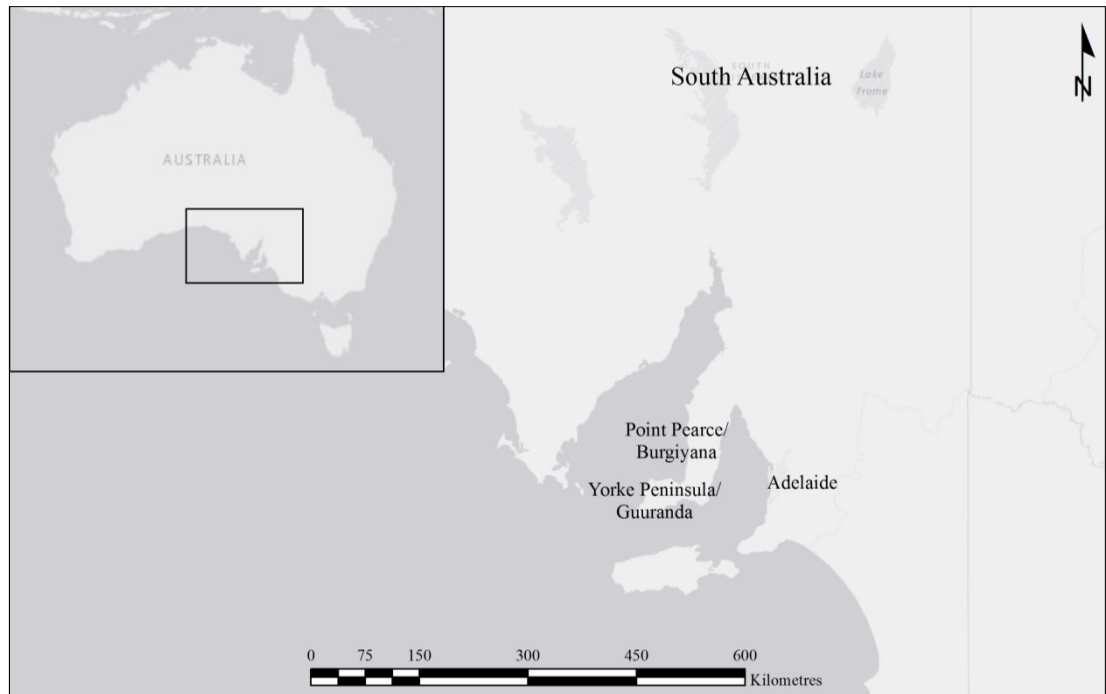 AUSTRALIA
SOUTH
South Australia
Lake
Frome
N
Point Pearce/
Burgiyana
Yorke Peninsula/
Guuranda
Adelaide
0 75 150 300 450 600
Kilometres